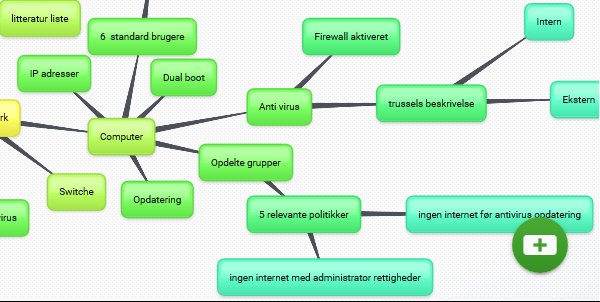 litteratur liste
6 standard brugere
Firewall aktiveret
Intern
IP adresser
Dual boot
Anti virus
trussels beskrivelse
Ekstern
Computer
Opdelte grupper
Switche
Opdatering
5 relevante politikker
ingen internet før antivirus opdatering
ingen internet med administrator rettigheder